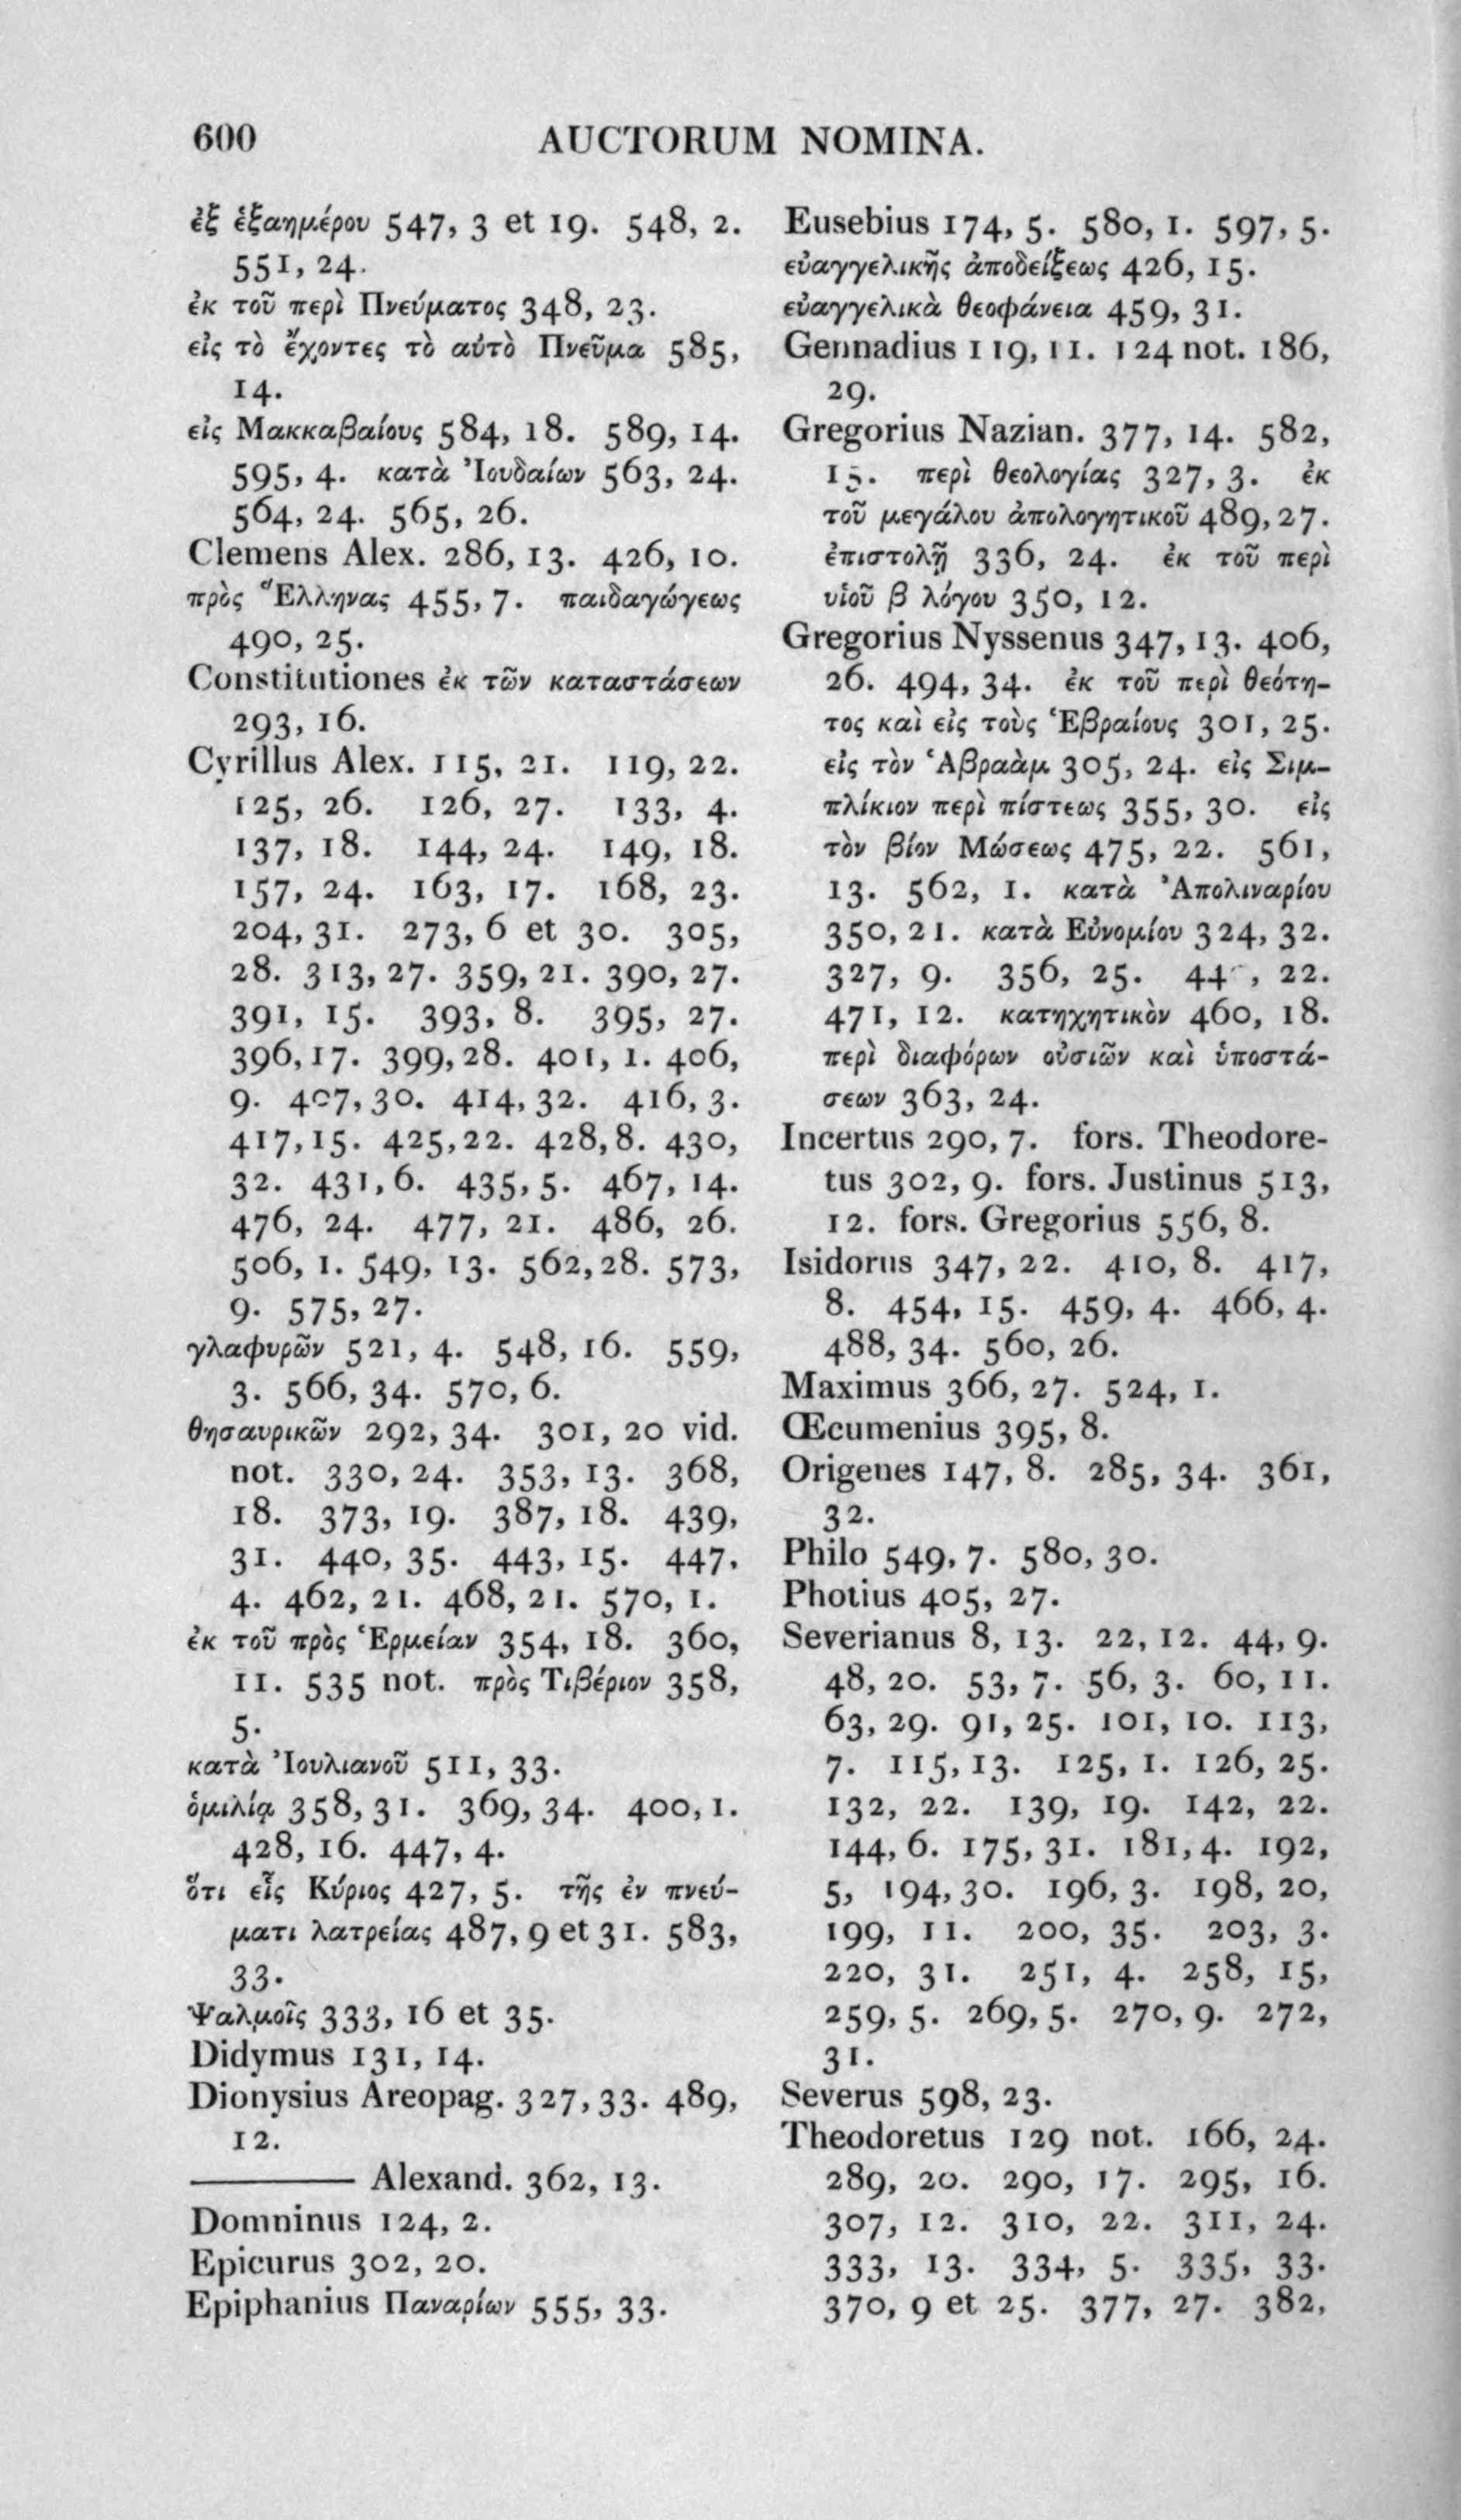 600 AUCTORUM NOMINA.
ἐξ ἑξαημέρου 547, 3 et 19. 548, 2.
551, 24.
ἐκ τοῦ περὶ Πνεύματος 348, 23.
εἰς τὸ ἔχοντες τὸ αὐτὸ Πνεῦμα 585,
14.
εἰς Μακκαβαίους 584, 18. 589, 14.
595, 4. κατὰ Ἰουδαίων 563, 24.
564, 24. 565, 26.
Clemens Alex. 286, 13. 426, 10.
πρὸς Ἕλληνας 455, 7. παιδαγώγεως
490, 25.
Constitutiones ἐκ τῶν καταστάσεων
293, 16.
Cyrillus Alex. 115, 21. 119, 22.
125, 26. 126, 27. 133, 4.
137, 18. 144, 24. 149, 18.
157, 24. 163, 17. 168, 23.
204, 31. 273, 6 et 30. 305,
28. 313, 27. 359, 21. 390, 27.
391, 15. 393, 8. 395, 27.
396, 17. 399, 28. 401, 1. 406,
9. 407, 30. 414, 32. 416, 3.
417, 15. 425, 22. 428, 8. 430,
32. 431, 6. 435, 5. 467, 14.
476, 24. 477, 21. 486, 26.
506, 1. 549, 13. 562, 28. 573,
9. 575, 27.
γλαφυρῶν 521, 4. 548, 16. 559,
3. 566, 34. 570, 6.
θησαυρικῶν 292, 34. 301, 20 vid.
not. 330, 24. 353, 13. 368,
18. 373, 19. 387, 18. 439,
31. 440, 35. 443, 15. 447,
4. 462, 21. 468, 21. 570, 1.
ἐκ τοῦ πρὸς Ἑρμείαν 354, 18. 360,
11. 535 not. πρὸς Τιβέριον 358,
5.
κατὰ Ἰουλιανοῦ 511, 33.
ὁμιλίᾳ 358, 31. 369, 34. 400, 1.
428, 16. 447, 4.
ὅτι εἷς Κύριος 427, 5. τῆς ἐν πνεύ-
ματι λατρείας 487, 9 et 31. 583,
33.
Ψαλμοῖς 333, 16 et 35.
Didymus 131, 14.
Dionysius Areopag. 327, 33. 489,
12.
——— Alexand. 362, 13.
Domninus 124, 2.
Epicurus 302, 20.
Epiphanius Παναρίων 555, 33.
Eusebius 174, 5. 580, 1. 597, 5.
εὐαγγελικῆς ἀποδείξεως 426, 15.
εὐαγγελικὰ θεοφάνεια 459, 31.
Gennadius 119, 11. 124 not. 186,
29.
Gregorius Nazian. 377, 14. 582,
15. περὶ θεολογίας 327, 3. ἐκ
τοῦ μεγάλου ἀπολογητικοῦ 489, 27.
ἐπιστολῇ 336, 24. ἐκ τοῦ περὶ
υἱοῦ β λόγου 350, 12.
Gregorius Nyssenus 347, 13. 406,
26. 494, 34. ἐκ τοῦ περὶ θεότη-
τος καὶ εἰς τοὺς Ἑβραίους 301, 25.
εἰς τὸν Ἁβραὰμ 305, 24. εἰς Σιμ-
πλίκιον περὶ πίστεως 355, 30. εἰς
τὸν βίον Μώσεως 475, 22. 561,
13. 562, 1. κατὰ Ἀπολιναρίου
350, 21. κατὰ Εὐνομίου 324, 32.
327, 9. 356, 25. 44 , 22.
471, 12. κατηχητικὸν 460, 18.
περὶ διαφόρων οὐσιῶν καὶ ὑποστά-
σεων 363, 24.
Incertus 290, 7. fors. Theodore-
tus 302, 9. fors. Justinus 513,
12. fors. Gregorius 556, 8.
Isidorus 347, 22. 410, 8. 417,
8. 454, 15. 459, 4. 466, 4.
488, 34. 560, 26.
Maximus 366, 27. 524, 1.
Œcumenius 395, 8.
Origenes 147, 8. 285, 34. 361,
32.
Philo 549, 7. 580, 30.
Photius 405, 27.
Severianus 8, 13. 22, 12. 44, 9.
48, 20. 53, 7. 56, 3. 60, 11.
63, 29. 91, 25. 101, 10. 113,
7. 115, 13. 125, 1. 126, 25.
132, 22. 139, 19. 142, 22.
144, 6. 175, 31. 181, 4. 192,
5, 194, 30. 196, 3. 198, 20,
199, 11. 200, 35. 203, 3.
220, 31. 251, 4. 258, 15,
259, 5. 269, 5. 270, 9. 272,
31.
Severus 598, 23.
Theodoretus 129 not. 166, 24.
289, 20. 290, 17. 295, 16.
307, 12. 310, 22. 311, 24.
333, 13. 334, 5. 335, 33.
370, 9 et 25. 377, 27. 382,